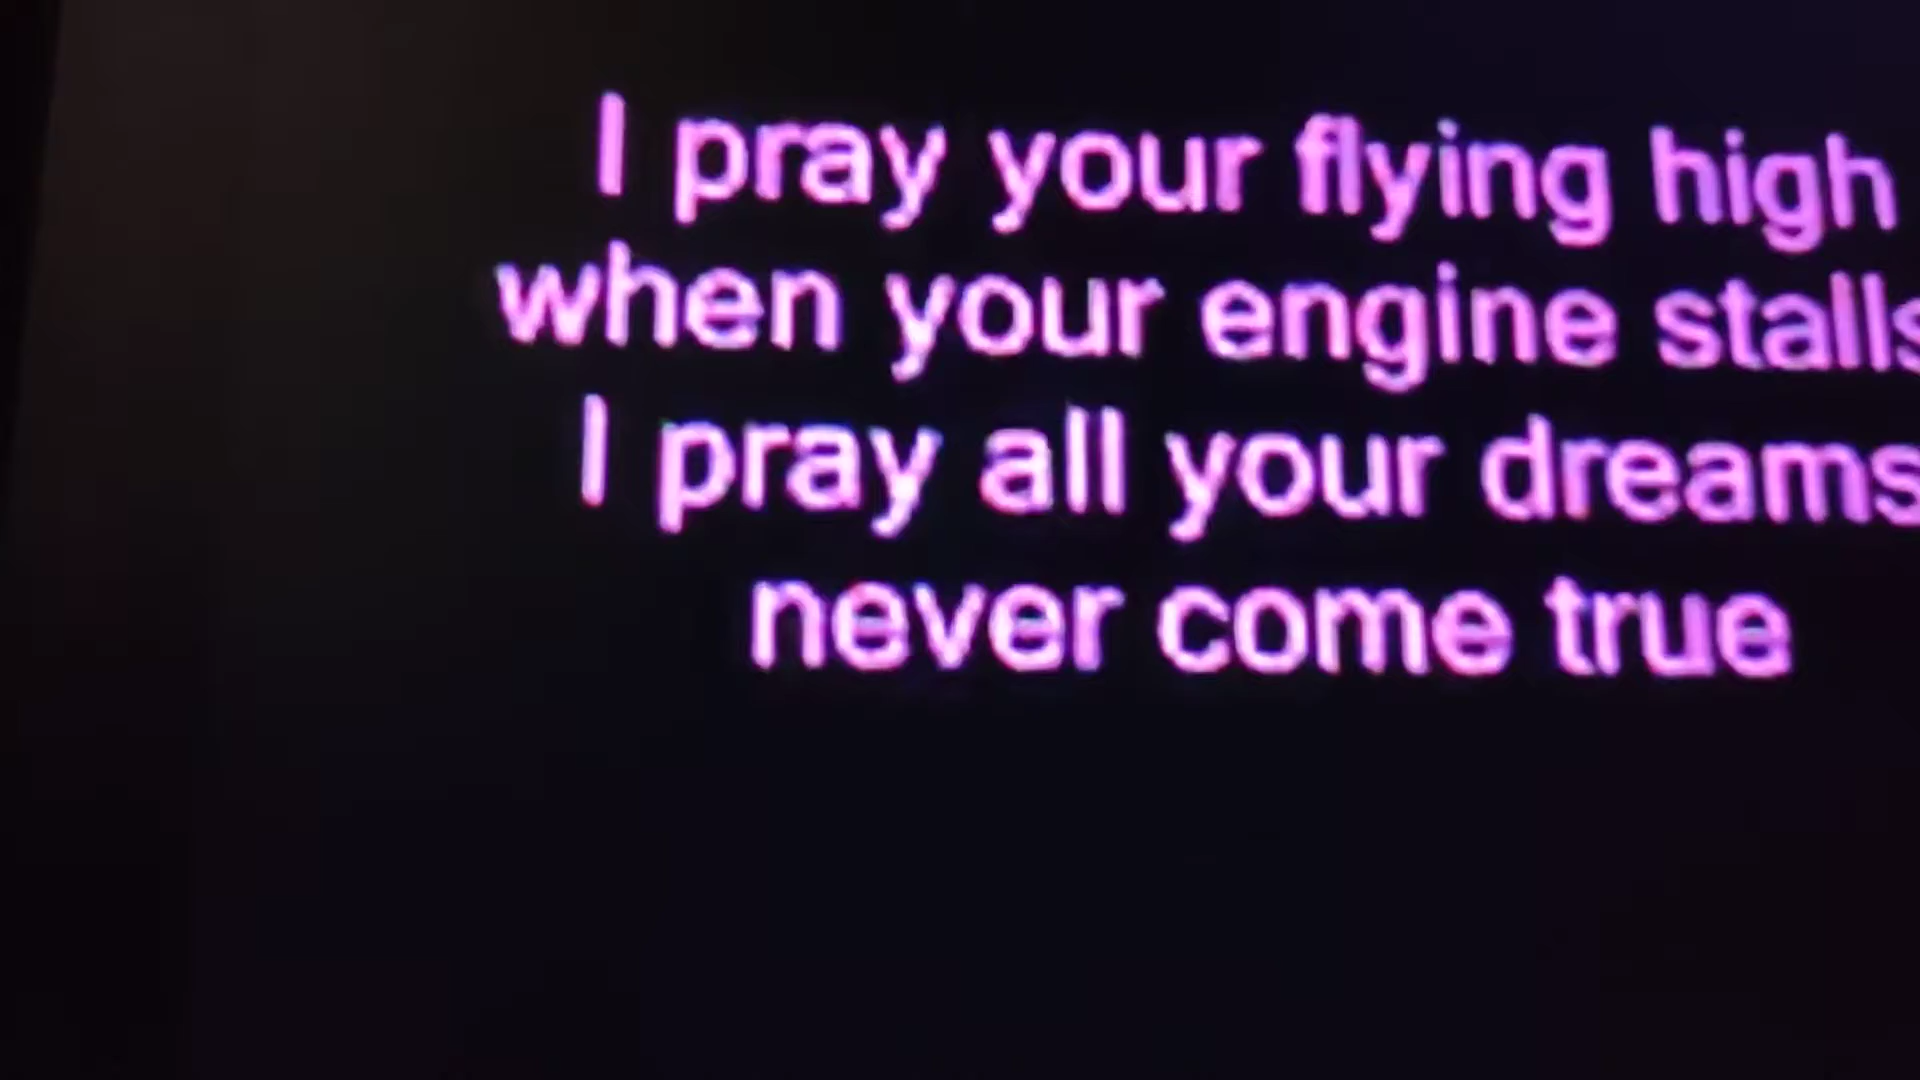 I pray your flying high
when your engine stalls
I pray all your dreams
never come true